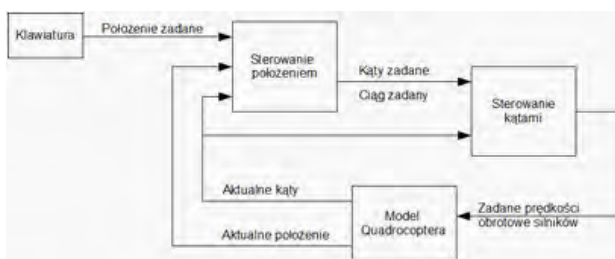 Klawiatura
Położenie zadane
Sterowanie
położeniem
Kąty zadane
Ciąg zadany
Sterowanie
kątami
Aktualne kąty
Aktualne położenie
Model
Quadrocoptera
Zadane prędkości
obrotowe silników